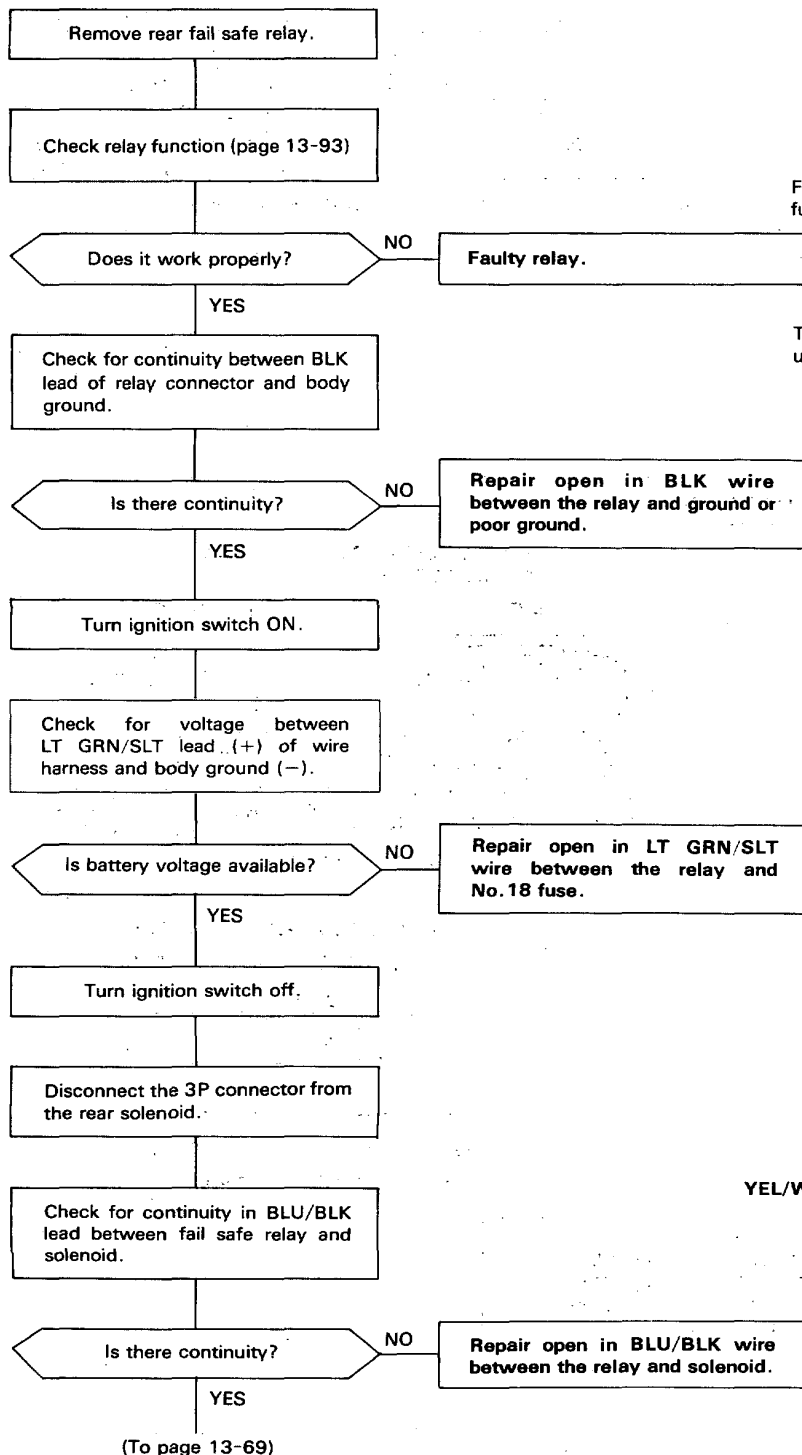 Remove rear fail safe relay.
Check relay function (page 13-93)
Does it work properly?
NO
Faulty relay.
YES
Check for continuity between BLK
lead of relay connector and body
ground.
Is there continuity?
NO
Repair open in BLK wire
between the relay and ground or
poor ground.
YES
Turn ignition switch ON.
Check for voltage between
LT GRN/SLT lead (+) of wire
harness and body ground (−).
Is battery voltage available?
NO
Repair open in LT GRN/SLT
wire between the relay and
No. 18 fuse.
YES
Turn ignition switch off.
Disconnect the 3P connector from
the rear solenoid.
Check for continuity in BLU/BLK
lead between fail safe relay and
solenoid.
YEL/W
Is there continuity?
NO
Repair open in BLU/BLK wire
between the relay and solenoid.
YES
(To page 13-69)